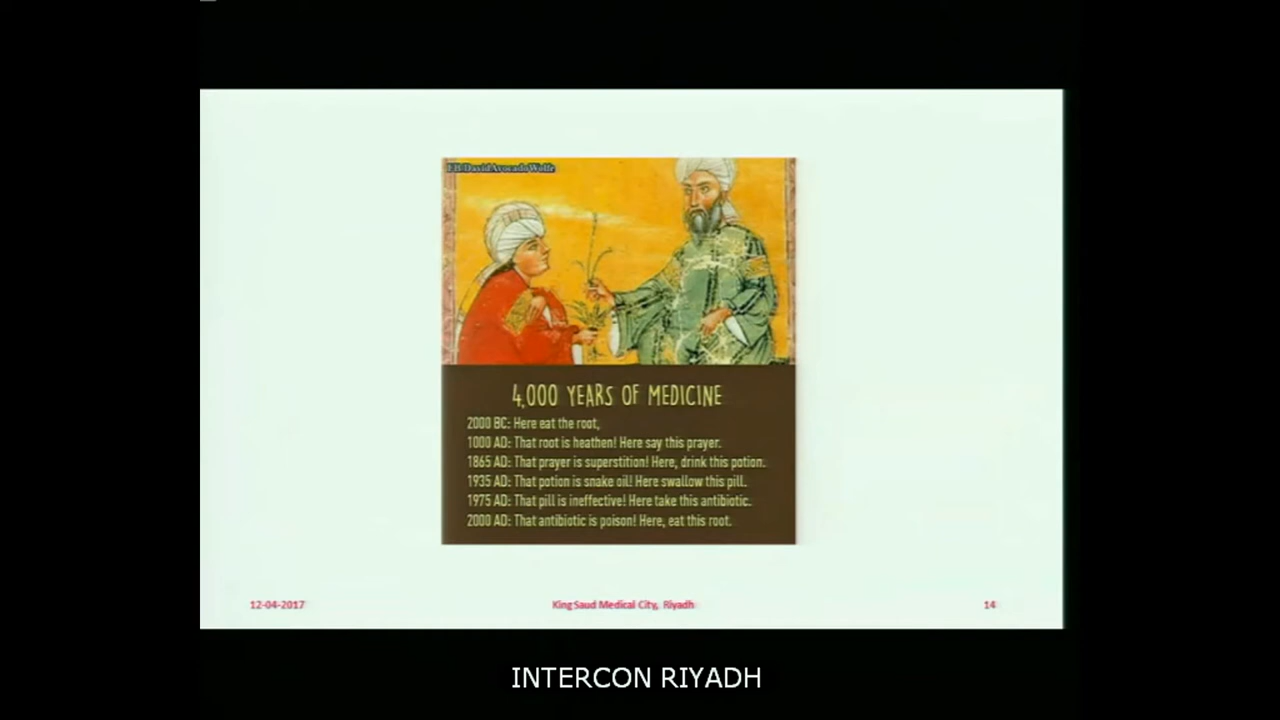 FB/DavidAvocadoWolfe
4,000 YEARS OF MEDICINE
2000 BC: Here eat the root,
1000 AD: That root is heathen! Here say this prayer.
1865 AD: That prayer is superstition! Here, drink this potion.
1935 AD: That potion is snake oil! Here swallow this pill.
1975 AD: That pill is ineffective! Here take this antibiotic.
2000 AD: That antibiotic is poison! Here, eat this root.
12-04-2017 King Saud Medical City, Riyadh 14
INTERCON RIYADH